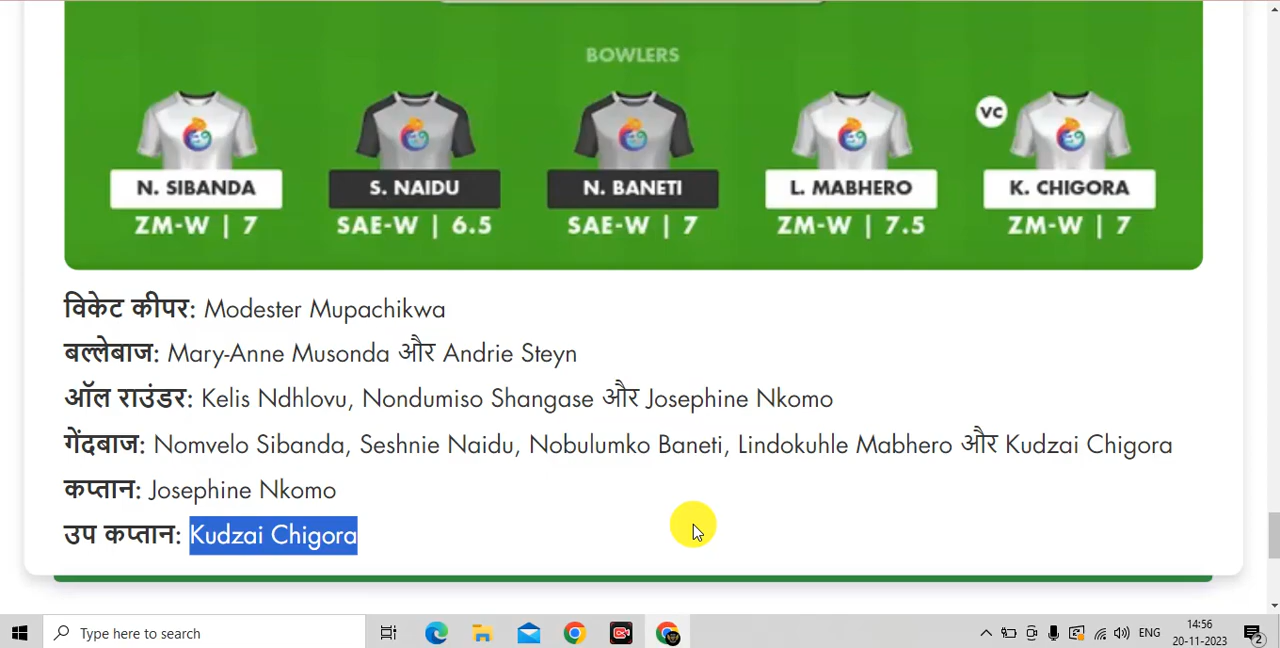 BOWLERS
VC
N. SIBANDA S. NAIDU N. BANETI L. MABHERO K. CHIGORA
ZM-W | 7 SAE-W | 6.5 SAE-W | 7 ZM-W | 7.5 ZM-W | 7
विकेट कीपर: Modester Mupachikwa
बल्लेबाज: Mary-Anne Musonda और Andrie Steyn
ऑल राउंडर: Kelis Ndhlovu, Nondumiso Shangase और Josephine Nkomo
गेंदबाज: Nomvelo Sibanda, Seshnie Naidu, Nobulumko Baneti, Lindokuhle Mabhero और Kudzai Chigora
कप्तान: Josephine Nkomo
उप कप्तान: Kudzai Chigora
Type here to search
ENG
14:56
20-11-2023
2